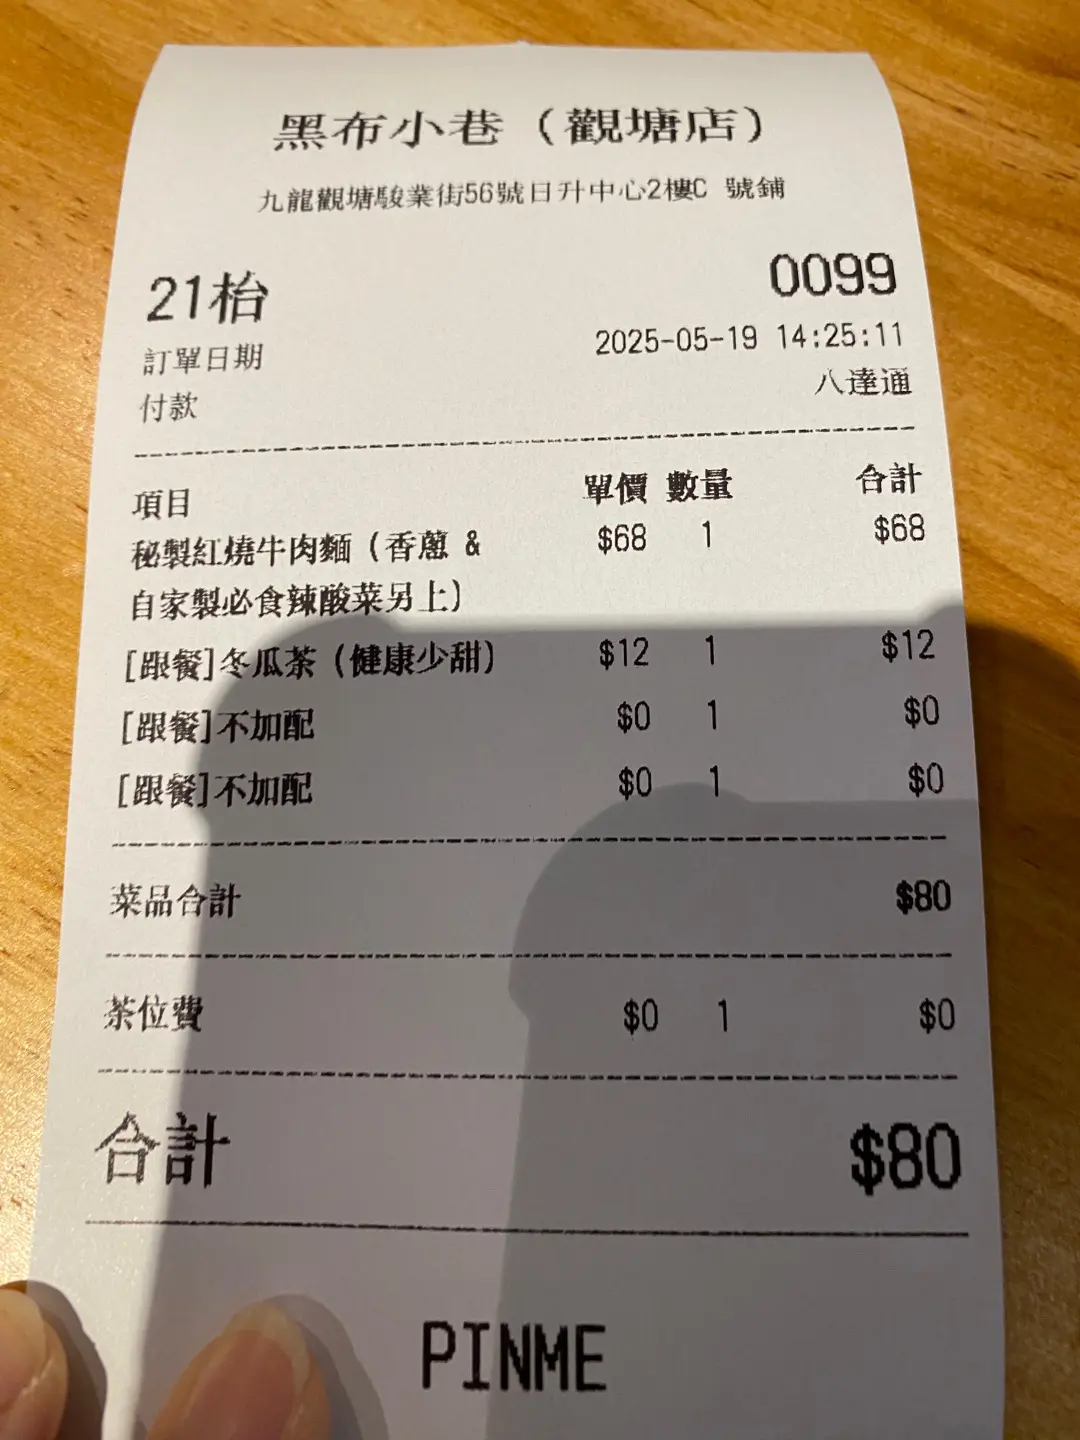 黑布小巷（觀塘店）
九龍觀塘駿業街56號日升中心2樓C 號鋪
21枱 0099
訂單日期 2025-05-19 14:25:11
付款 八達通
項目 單價 數量 合計
秘製紅燒牛肉麵（香蔥 & $68 1 $68
自家製必食辣酸菜另上）
[跟餐]冬瓜茶（健康少甜） $12 1 $12
[跟餐]不加配 $0 1 $0
[跟餐]不加配 $0 1 $0
菜品合計 $80
茶位費 $0 1 $0
合計 $80
PINME